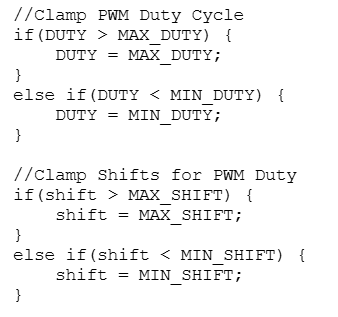 //Clamp PWM Duty Cycle
if(DUTY > MAX_DUTY) {
    DUTY = MAX_DUTY;
}
else if(DUTY < MIN_DUTY) {
    DUTY = MIN_DUTY;
}

//Clamp Shifts for PWM Duty
if(shift > MAX_SHIFT) {
    shift = MAX_SHIFT;
}
else if(shift < MIN_SHIFT) {
    shift = MIN_SHIFT;
}